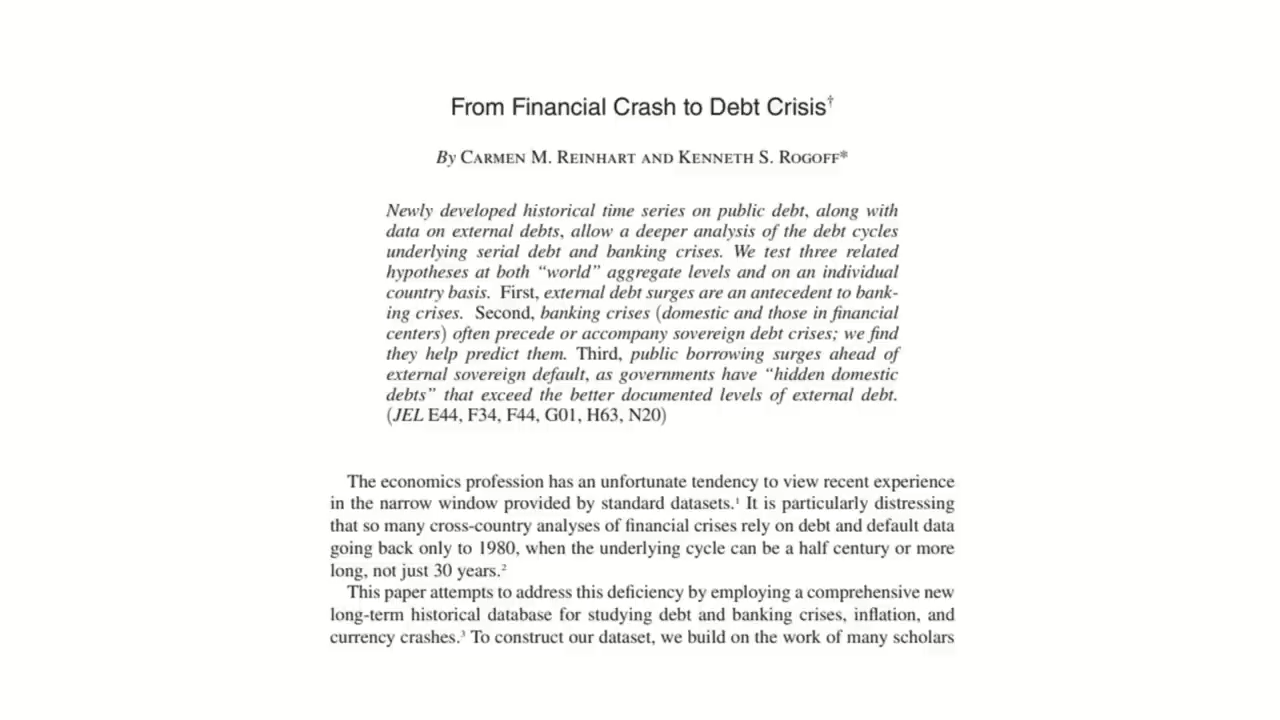 From Financial Crash to Debt Crisis†
By Carmen M. Reinhart and Kenneth S. Rogoff*
Newly developed historical time series on public debt, along with
data on external debts, allow a deeper analysis of the debt cycles
underlying serial debt and banking crises. We test three related
hypotheses at both “world” aggregate levels and on an individual
country basis. First, external debt surges are an antecedent to bank-
ing crises. Second, banking crises (domestic and those in financial
centers) often precede or accompany sovereign debt crises; we find
they help predict them. Third, public borrowing surges ahead of
external sovereign default, as governments have “hidden domestic
debts” that exceed the better documented levels of external debt.
(JEL E44, F34, F44, G01, H63, N20)
The economics profession has an unfortunate tendency to view recent experience
in the narrow window provided by standard datasets.¹ It is particularly distressing
that so many cross-country analyses of financial crises rely on debt and default data
going back only to 1980, when the underlying cycle can be a half century or more
long, not just 30 years.²
This paper attempts to address this deficiency by employing a comprehensive new
long-term historical database for studying debt and banking crises, inflation, and
currency crashes.³ To construct our dataset, we build on the work of many scholars